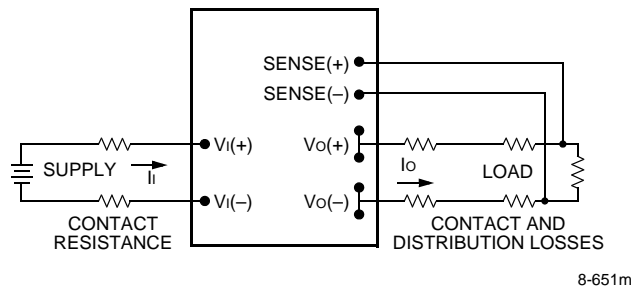 SENSE(+)
SENSE(–)
VI(+)
VO(+)
SUPPLY
II
IO
LOAD
VI(–)
VO(–)
CONTACT
RESISTANCE
CONTACT AND
DISTRIBUTION LOSSES
8-651m